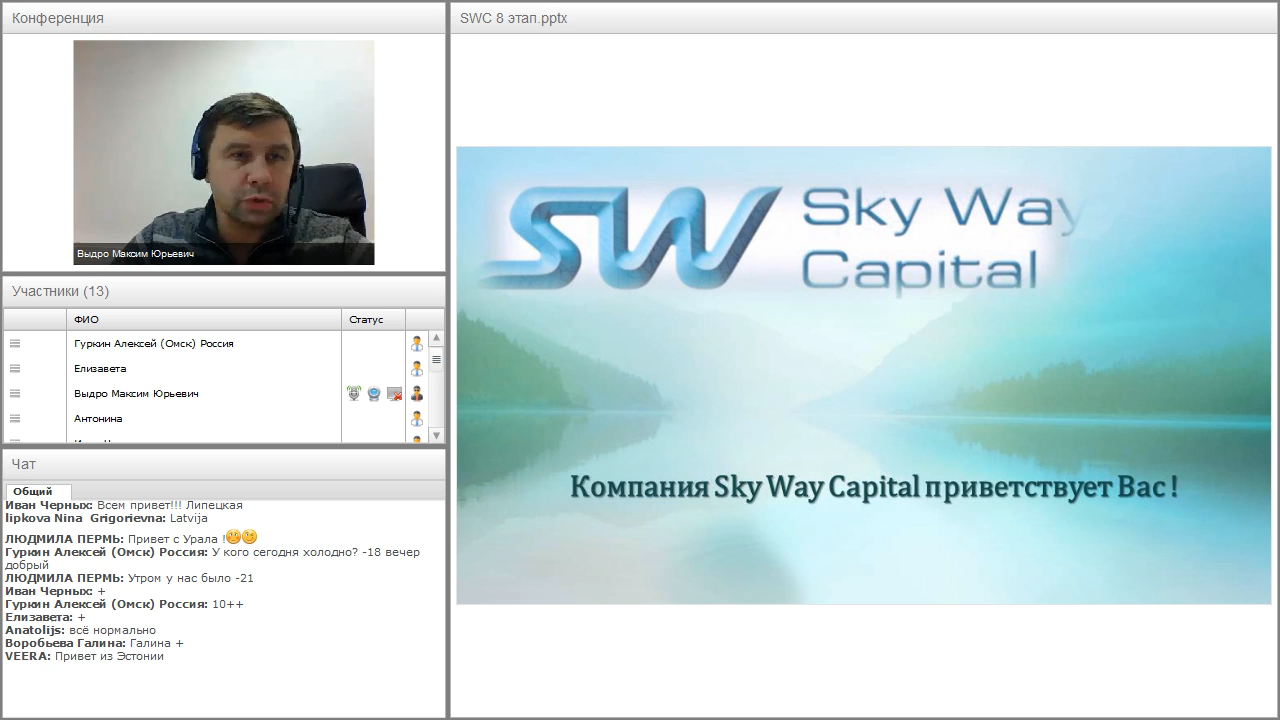 Конференция
Выдро Максим Юрьевич
Участники (13)
ФИО
Статус
Гуркин Алексей (Омск) Россия
Елизавета
Выдро Максим Юрьевич
Антонина
Чат
Общий
Иван Черных: Всем привет!!! Липецкая
lipkova Nina Grigorievna: Latvija
ЛЮДМИЛА ПЕРМЬ: Привет с Урала !
Гуркин Алексей (Омск) Россия: У кого сегодня холодно? -18 вечер
добрый
ЛЮДМИЛА ПЕРМЬ: Утром у нас было -21
Иван Черных: +
Гуркин Алексей (Омск) Россия: 10++
Елизавета: +
Anatolijs: всё нормально
Воробьева Галина: Галина +
VEERA: Привет из Эстонии
SWC 8 этап.pptx
SW
Sky Way
Capital
Компания Sky Way Capital приветствует Вас !